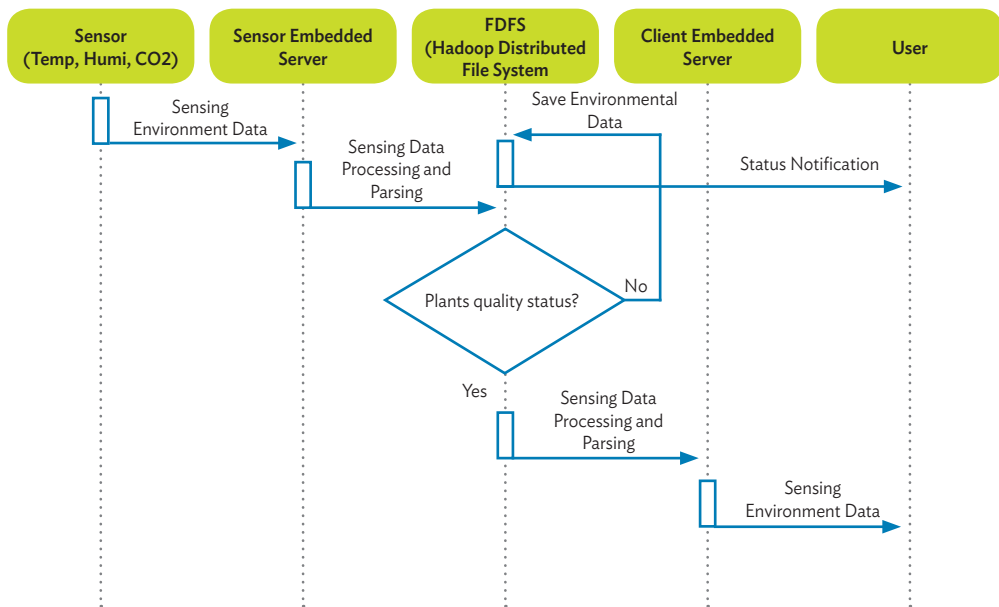 Sensor
(Temp, Humi, CO2)
Sensor Embedded
Server
FDFS
(Hadoop Distributed
File System
Client Embedded
Server
User
Sensing
Environment Data
Save Environmental
Data
Sensing Data
Processing and
Parsing
Status Notification
Plants quality status?
No
Yes
Sensing Data
Processing and
Parsing
Sensing
Environment Data